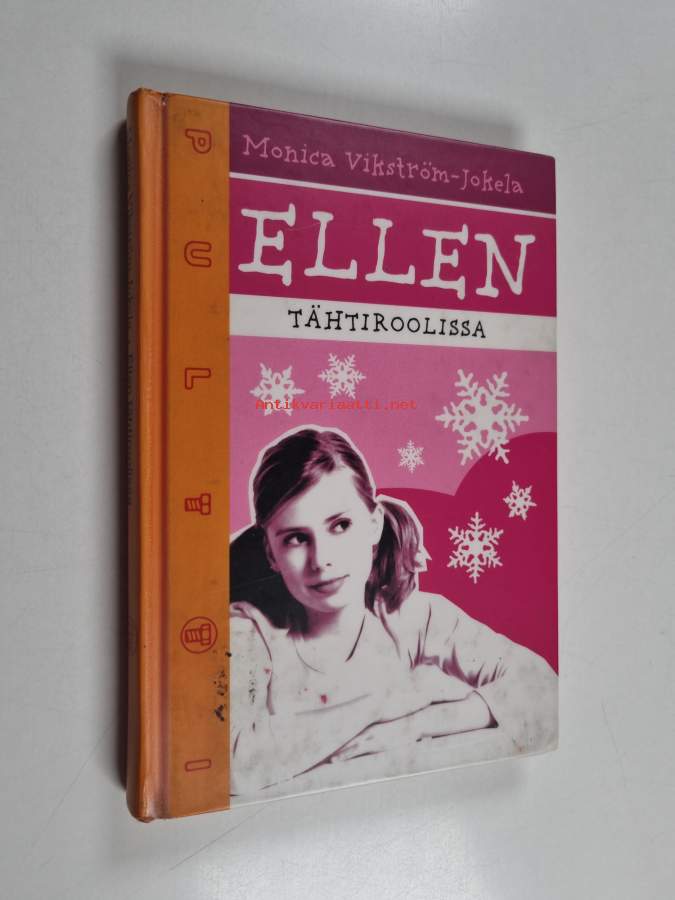 Monica Vikström-Jokela
ELLEN
TÄHTIROOLISSA
Antikvariaatti.net
PULTTI